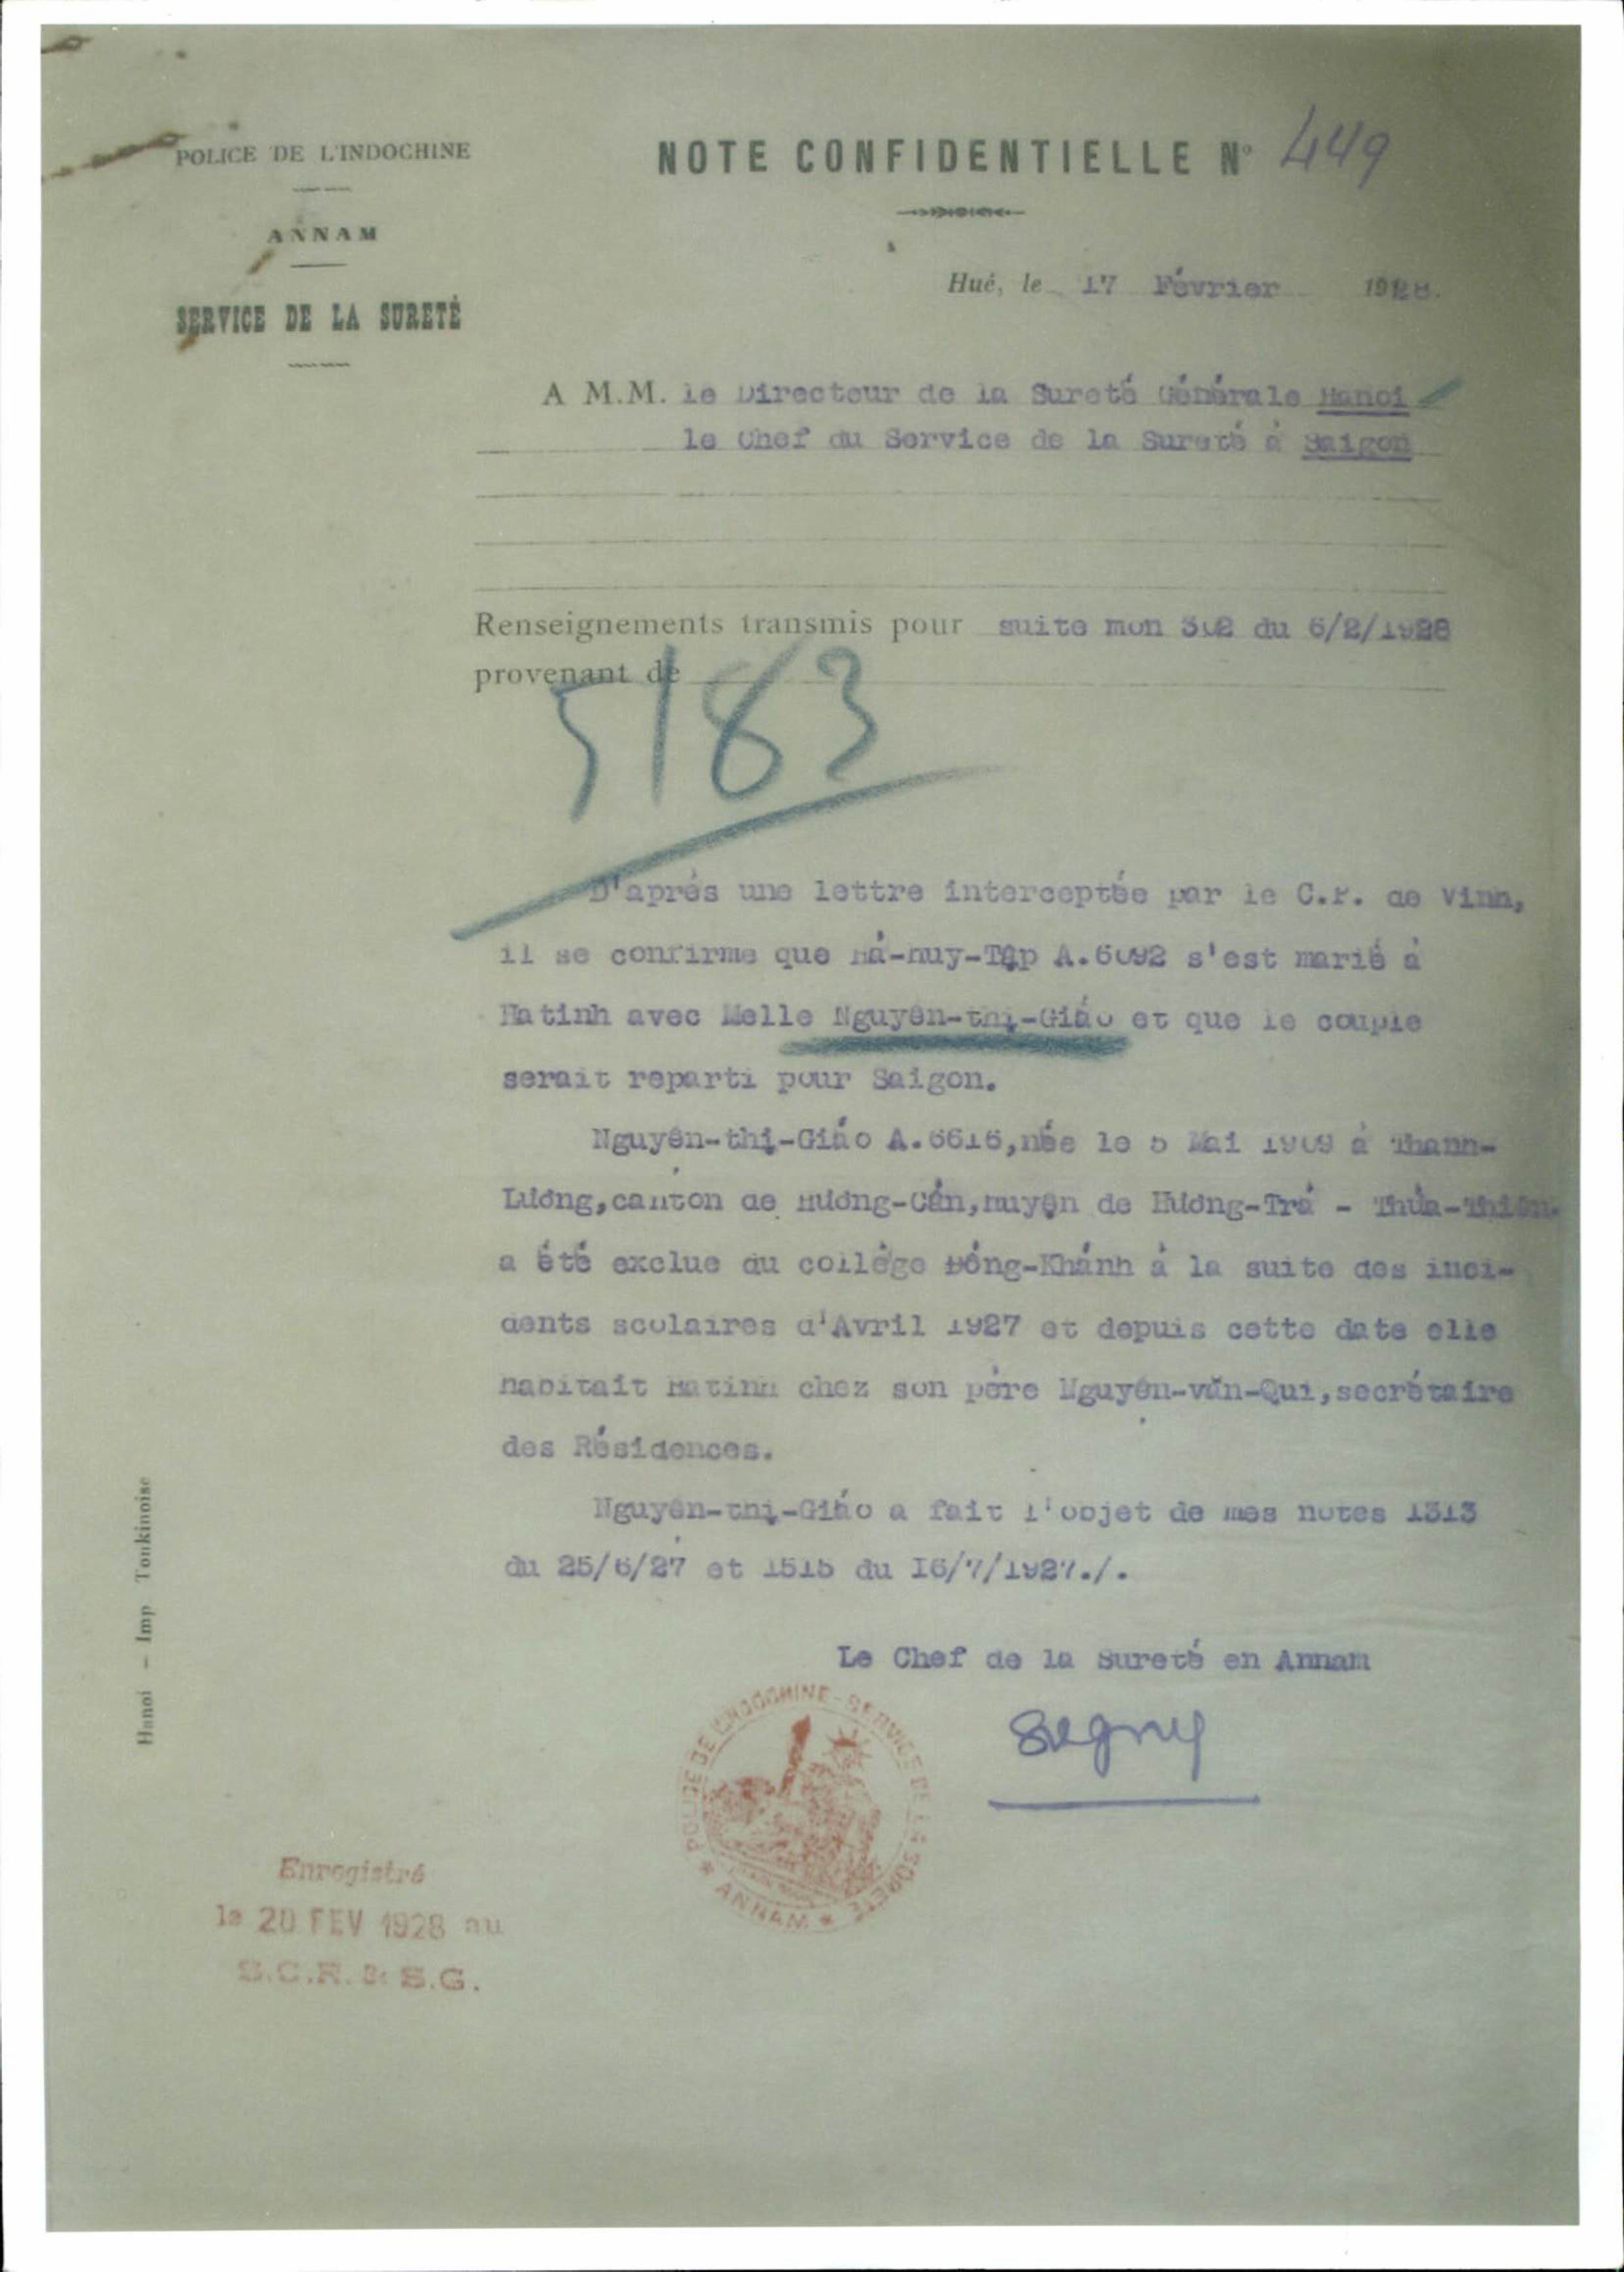 POLICE DE L'INDOCHINE
ANNAM
SERVICE DE LA SURETÉ
NOTE CONFIDENTIELLE N° 449
Hué, le 17 Février 1928.
A M.M. le Directeur de la Sureté Générale Hanoi
le Chef du Service de la Sureté à Saigon
Renseignements transmis pour suite mon 302 du 6/2/1928
provenant de
5183
D'après une lettre interceptée par le C.P. de Vinh,
il se confirme que Hà-huy-Tập A.6092 s'est marié à
Hatinh avec Melle Nguyên-thị-Giáo et que le couple
serait reparti pour Saigon.
Nguyên-thị-Giáo A.6616, née le 5 Mai 1909 à Thanh-
Lương, canton de Hương-Cần, huyện de Hương-Trà - Thừa-Thiên.
a été exclue du collège Đồng-Khánh à la suite des inci-
dents scolaires d'Avril 1927 et depuis cette date elle
habitait Hatinh chez son père Nguyên-văn-Qui, secrétaire
des Résidences.
Nguyên-thị-Giáo a fait l'objet de mes notes 1313
du 25/6/27 et 1515 du 16/7/1927./.
Le Chef de la Sureté en Annam
POLICE DE L'INDOCHINE - SERVICE DE LA SURETÉ
* ANNAM *
Enregistré
le 20 FEV 1928 au
S.C.R. & S.G.
Hanoi - Imp Tonkinoise